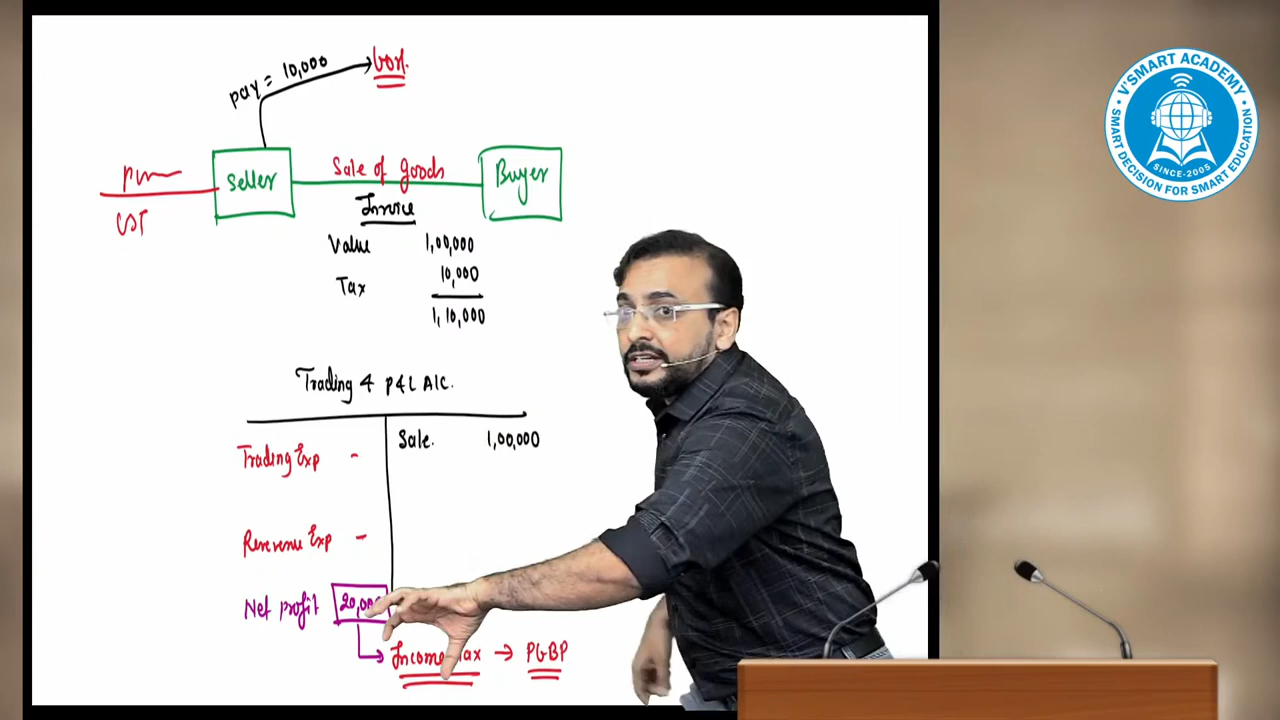 pay = 10,000
Govt.
Seller
Sale of goods
Buyer
Invoice
Value 1,00,000
Tax 10,000
1,10,000
Trading & P&L A/C.
Sale. 1,00,000
Trading Exp -
Revenue Exp -
Net profit 20,000
Income Tax → PGBP
V'SMART ACADEMY
SINCE-2005
SMART DECISION FOR SMART EDUCATION